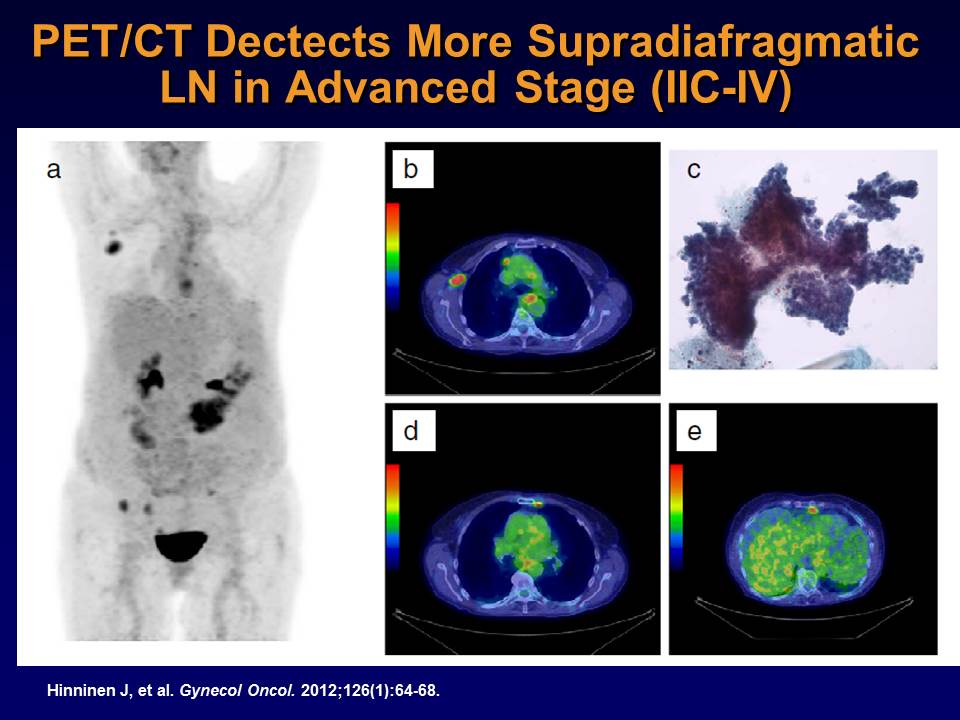 PET/CT Dectects More Supradiafragmatic
LN in Advanced Stage (IIC-IV)
a
b
c
d
e
Hinninen J, et al. Gynecol Oncol. 2012;126(1):64-68.